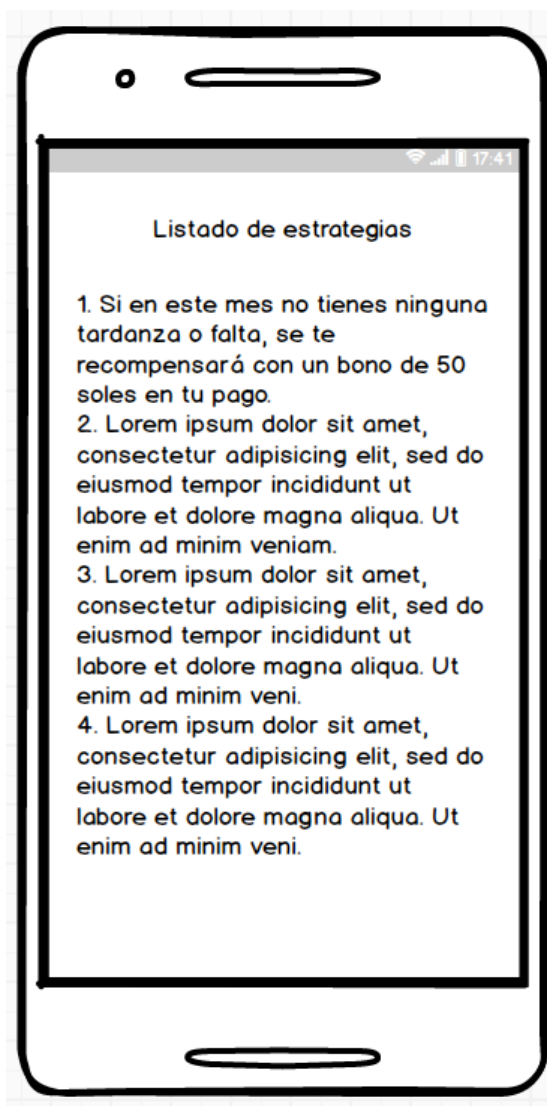 17:41
Listado de estrategias
1. Si en este mes no tienes ninguna
tardanza o falta, se te
recompensará con un bono de 50
soles en tu pago.
2. Lorem ipsum dolor sit amet,
consectetur adipisicing elit, sed do
eiusmod tempor incididunt ut
labore et dolore magna aliqua. Ut
enim ad minim veniam.
3. Lorem ipsum dolor sit amet,
consectetur adipisicing elit, sed do
eiusmod tempor incididunt ut
labore et dolore magna aliqua. Ut
enim ad minim veni.
4. Lorem ipsum dolor sit amet,
consectetur adipisicing elit, sed do
eiusmod tempor incididunt ut
labore et dolore magna aliqua. Ut
enim ad minim veni.